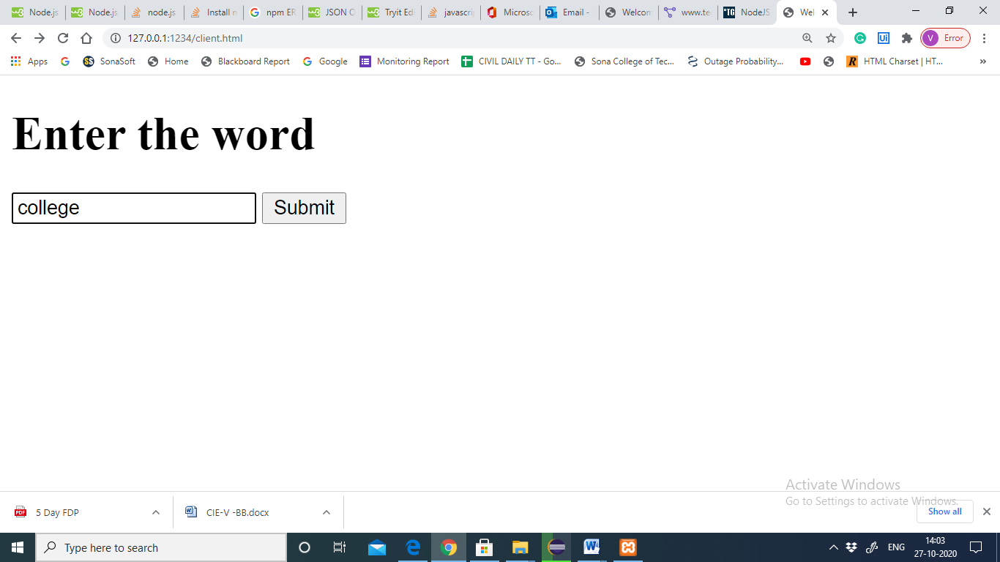 Node.js Node.js node.js Install n npm ER JSON O Tryit Edi javascrip Microso Email - Welcom www.te NodeJS Wel
127.0.0.1:1234/client.html Error
Apps SonaSoft Home Blackboard Report Google Monitoring Report CIVIL DAILY TT - Go... Sona College of Tec... Outage Probability... HTML Charset | HT... »
Enter the word
college Submit
Activate Windows
Go to Settings to activate Windows.
5 Day FDP CIE-V -BB.docx Show all
Type here to search ENG 14:03
27-10-2020